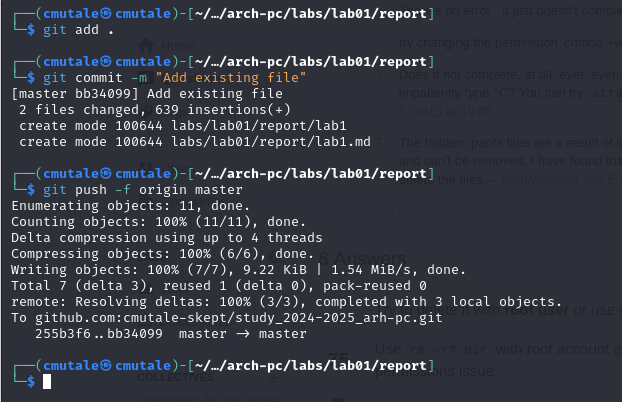 ┌──(cmutale㉿cmutale)-[~/…/arch-pc/labs/lab01/report]
└─$ git add .
┌──(cmutale㉿cmutale)-[~/…/arch-pc/labs/lab01/report]
└─$ git commit -m "Add existing file"
[master bb34099] Add existing file
 2 files changed, 639 insertions(+)
 create mode 100644 labs/lab01/report/lab1
 create mode 100644 labs/lab01/report/lab1.md
┌──(cmutale㉿cmutale)-[~/…/arch-pc/labs/lab01/report]
└─$ git push -f origin master
Enumerating objects: 11, done.
Counting objects: 100% (11/11), done.
Delta compression using up to 4 threads
Compressing objects: 100% (6/6), done.
Writing objects: 100% (7/7), 9.22 KiB | 1.54 MiB/s, done.
Total 7 (delta 3), reused 1 (delta 0), pack-reused 0
remote: Resolving deltas: 100% (3/3), completed with 3 local objects.
To github.com:cmutale-skept/study_2024-2025_arh-pc.git
   255b3f6..bb34099  master -> master
┌──(cmutale㉿cmutale)-[~/…/arch-pc/labs/lab01/report]
└─$